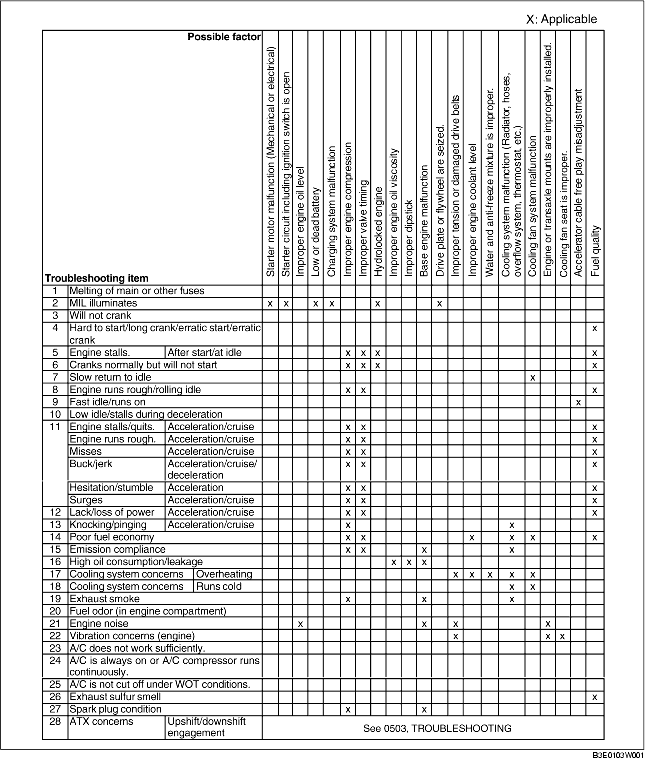 X: Applicable
Possible factor
Starter motor malfunction (Mechanical or electrical)
Starter circuit including ignition switch is open
Improper engine oil level
Low or dead battery
Charging system malfunction
Improper engine compression
Improper valve timing
Hydrolocked engine
Improper engine oil viscosity
Improper dipstick
Base engine malfunction
Drive plate or flywheel are seized.
Improper tension or damaged drive belts
Improper engine coolant level
Water and anti-freeze mixture is improper.
Cooling system malfunction (Radiator, hoses,
overflow system, thermostat, etc.)
Cooling fan system malfunction
Engine or transaxle mounts are improperly installed.
Cooling fan seat is improper.
Accelerator cable free play misadjustment
Fuel quality
Troubleshooting item
1 Melting of main or other fuses
2 MIL illuminates x x x x x x
3 Will not crank
4 Hard to start/long crank/erratic start/erratic x
crank
5 Engine stalls. After start/at idle x x x x
6 Cranks normally but will not start x x x x
7 Slow return to idle x
8 Engine runs rough/rolling idle x x x
9 Fast idle/runs on x
10 Low idle/stalls during deceleration
11 Engine stalls/quits. Acceleration/cruise x x x
Engine runs rough. Acceleration/cruise x x x
Misses Acceleration/cruise x x x
Buck/jerk Acceleration/cruise/ x x x
deceleration
Hesitation/stumble Acceleration x x x
Surges Acceleration/cruise x x x
12 Lack/loss of power Acceleration/cruise x x x
13 Knocking/pinging Acceleration/cruise x x
14 Poor fuel economy x x x x x x
15 Emission compliance x x x x
16 High oil consumption/leakage x x x
17 Cooling system concerns Overheating x x x x x
18 Cooling system concerns Runs cold x x
19 Exhaust smoke x x x
20 Fuel odor (in engine compartment)
21 Engine noise x x x x
22 Vibration concerns (engine) x x x
23 A/C does not work sufficiently.
24 A/C is always on or A/C compressor runs
continuously.
25 A/C is not cut off under WOT conditions.
26 Exhaust sulfur smell x
27 Spark plug condition x x
28 ATX concerns Upshift/downshift
engagement
See 0503, TROUBLESHOOTING
B3E0103W001